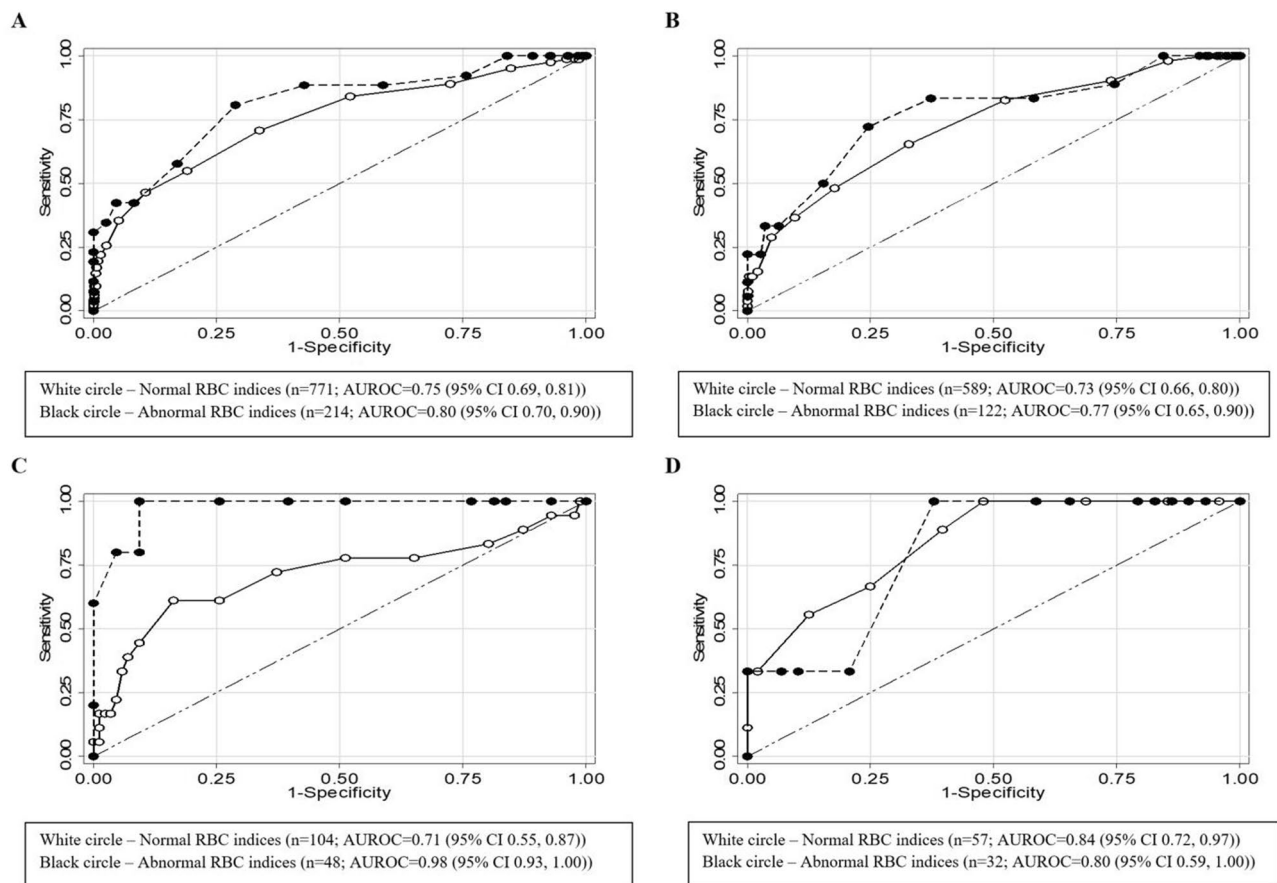 A
B
Sensitivity
0.00 0.25 0.50 0.75 1.00
0.00 0.25 0.50 0.75 1.00
1-Specificity
Sensitivity
0.00 0.25 0.50 0.75 1.00
0.00 0.25 0.50 0.75 1.00
1-Specificity
White circle – Normal RBC indices (n=771; AUROC=0.75 (95% CI 0.69, 0.81))
Black circle – Abnormal RBC indices (n=214; AUROC=0.80 (95% CI 0.70, 0.90))
White circle – Normal RBC indices (n=589; AUROC=0.73 (95% CI 0.66, 0.80)
Black circle – Abnormal RBC indices (n=122; AUROC=0.77 (95% CI 0.65, 0.90))
C
D
Sensitivity
0.00 0.25 0.50 0.75 1.00
0.00 0.25 0.50 0.75 1.00
1-Specificity
Sensitivity
0.00 0.25 0.50 0.75 1.00
0.00 0.25 0.50 0.75 1.00
1-Specificity
White circle – Normal RBC indices (n=104; AUROC=0.71 (95% CI 0.55, 0.87))
Black circle – Abnormal RBC indices (n=48; AUROC=0.98 (95% CI 0.93, 1.00))
White circle – Normal RBC indices (n=57; AUROC=0.84 (95% CI 0.72, 0.97)
Black circle – Abnormal RBC indices (n=32; AUROC=0.80 (95% CI 0.59, 1.00))